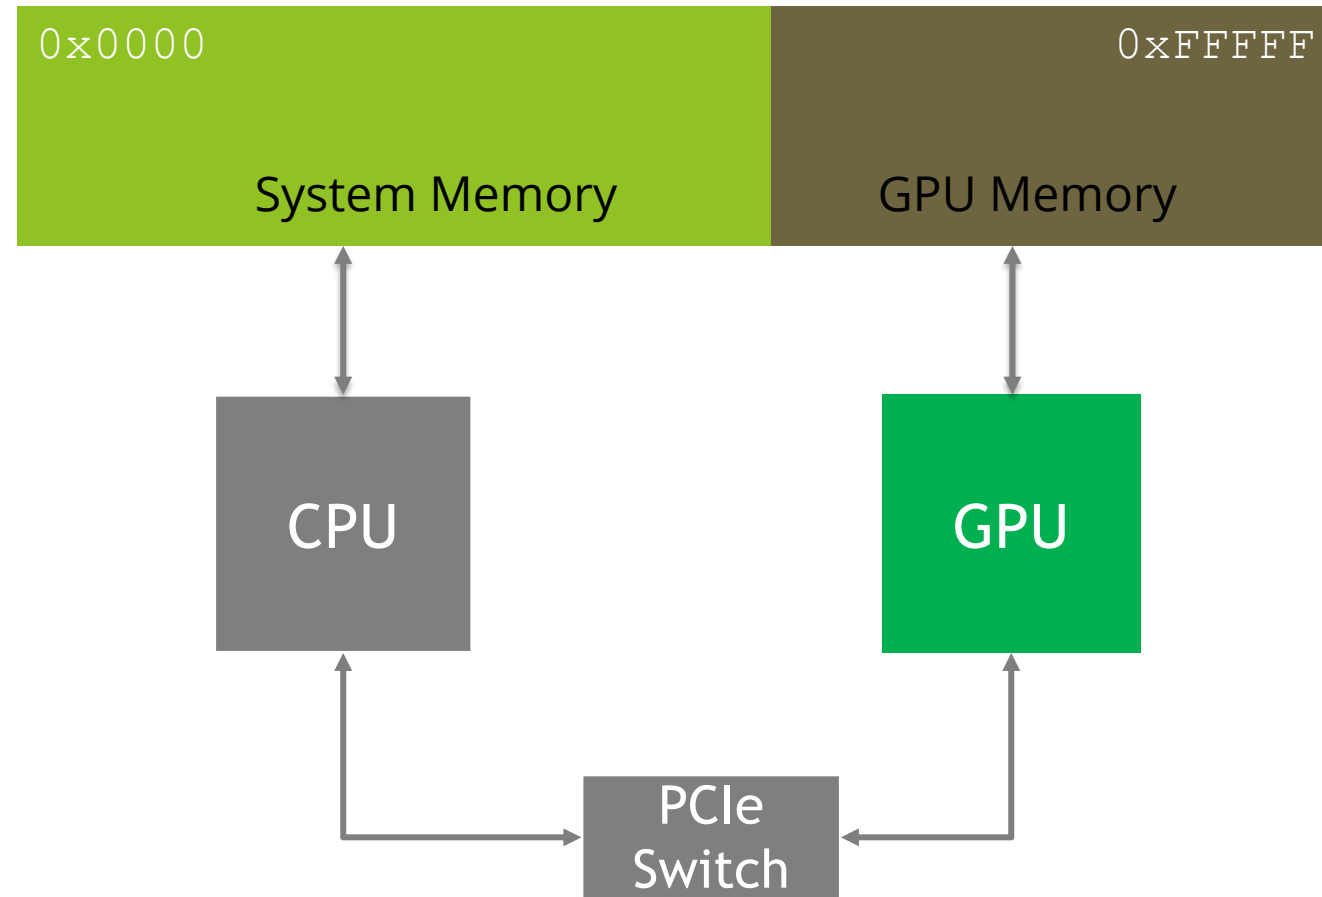 0x0000
0xFFFFF
System Memory
GPU Memory
CPU
GPU
PCIe
Switch